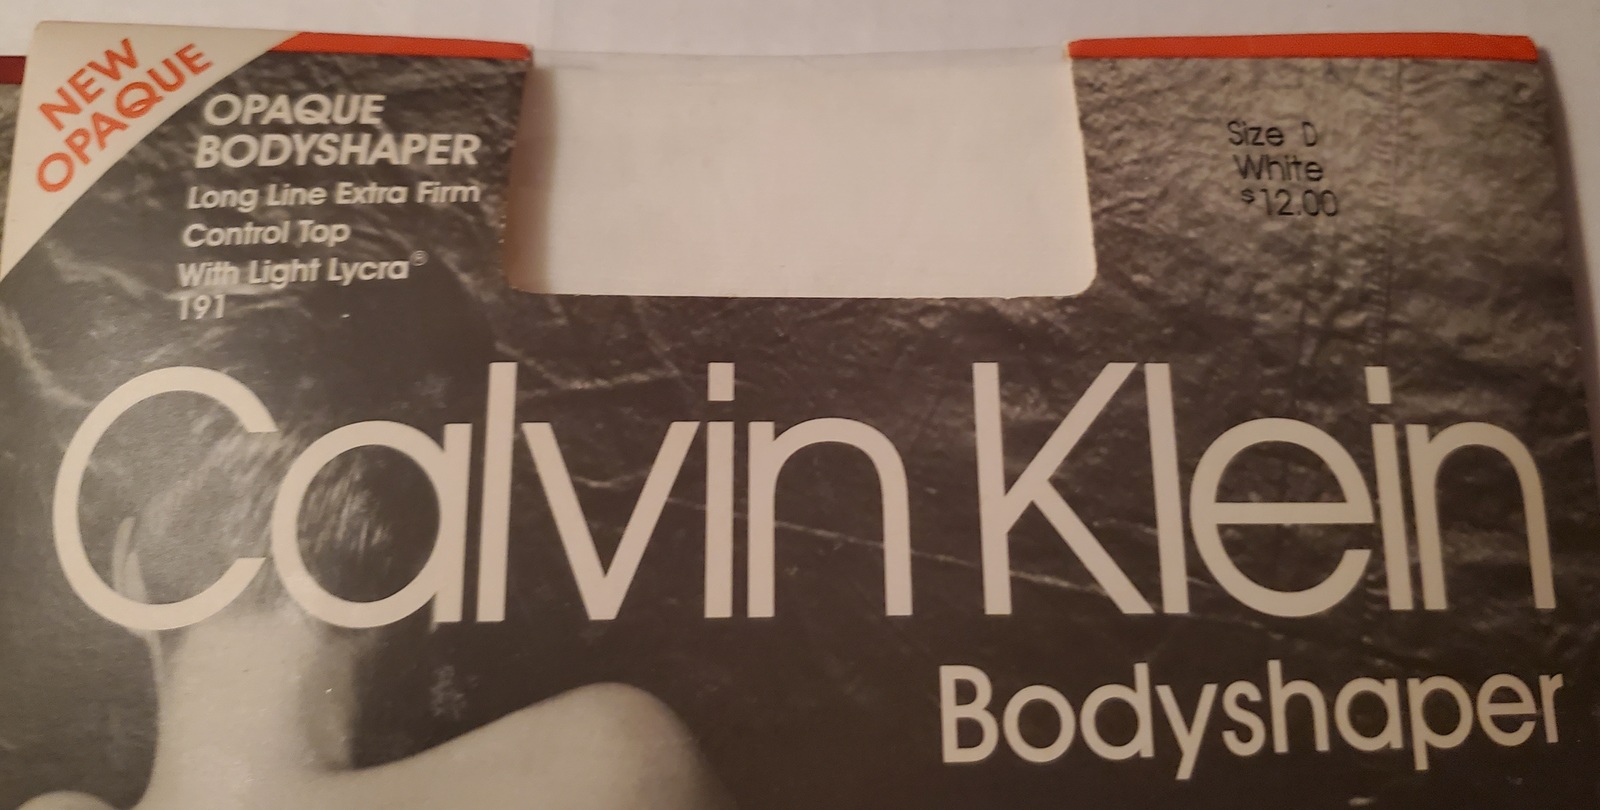 NEW
OPAQUE
OPAQUE
BODYSHAPER
Long Line Extra Firm
Control Top
With Light Lycra®
191
Size D
White
$12.00
Calvin Klein
Bodyshaper